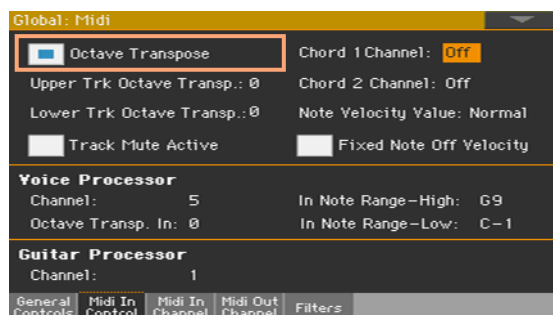 Global: Midi
Octave Transpose
Chord 1 Channel: Off
Upper Trk Octave Transp.: 0
Chord 2 Channel: Off
Lower Trk Octave Transp.: 0
Note Velocity Value: Normal
Track Mute Active
Fixed Note Off Velocity
Voice Processor
Channel: 5
In Note Range-High: G9
Octave Transp. In: 0
In Note Range-Low: C-1
Guitar Processor
Channel: 1
General Controls
Midi In Control
Midi In Channel
Midi Out Channel
Filters